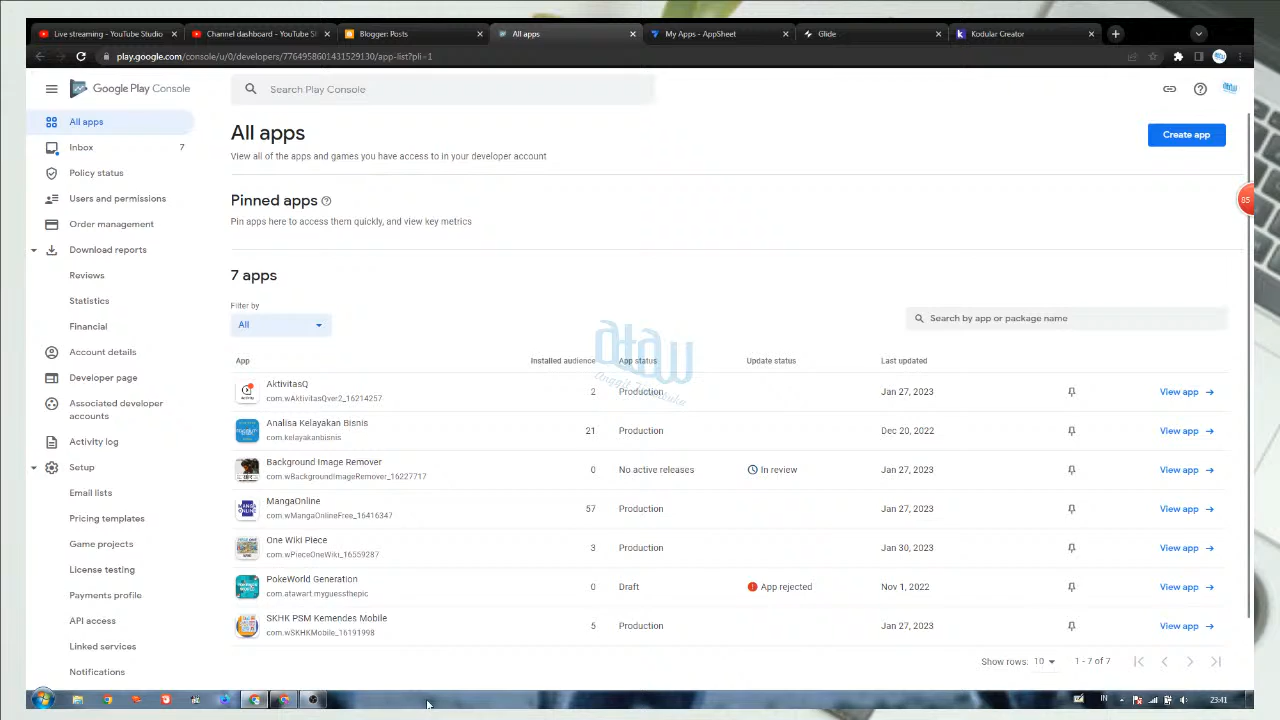 Live streaming - YouTube Studio
Channel dashboard - YouTube St
Blogger: Posts
All apps
My Apps - AppSheet
Glide
Kodular Creator
play.google.com/console/u/0/developers/7764958601431529130/app-list?pli=1
Google Play Console
Search Play Console
All apps
Inbox
7
Policy status
Users and permissions
Order management
Download reports
Reviews
Statistics
Financial
Account details
Developer page
Associated developer
accounts
Activity log
Setup
Email lists
Pricing templates
Game projects
License testing
Payments profile
API access
Linked services
Notifications
All apps
Create app
View all of the apps and games you have access to in your developer account
Pinned apps
Pin apps here to access them quickly, and view key metrics
85
7 apps
Filter by
All
Search by app or package name
ataw
App
Installed audience
App status
Update status
Last updated
AktivitasQ
com.wAktivitasQver2_16214257
2
Production
Jan 27, 2023
View app
Analisa Kelayakan Bisnis
com.kelayakanbisnis
21
Production
Dec 20, 2022
View app
Background Image Remover
com.wBackgroundImageRemover_16227717
0
No active releases
In review
Jan 27, 2023
View app
MangaOnline
com.wMangaOnlineFree_16416347
57
Production
Jan 27, 2023
View app
One Wiki Piece
com.wPieceOneWiki_16559287
3
Production
Jan 30, 2023
View app
PokeWorld Generation
com.atawart.myguessthepic
0
Draft
App rejected
Nov 1, 2022
View app
SKHK PSM Kemendes Mobile
com.wSKHKMobile_16191998
5
Production
Jan 27, 2023
View app
Show rows: 10
1 - 7 of 7
IN
23:41